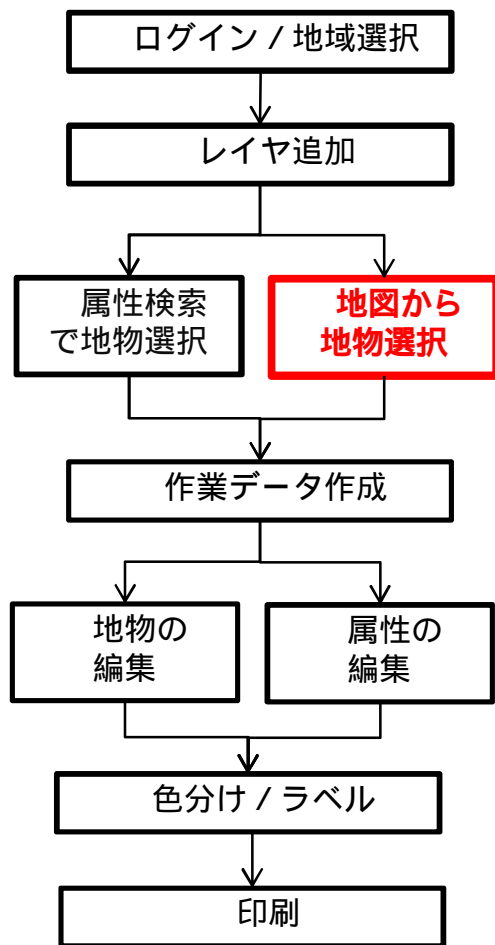 ログイン / 地域選択
レイヤ追加
属性検索
で地物選択
地図から
地物選択
作業データ作成
地物の
編集
属性の
編集
色分け / ラベル
印刷